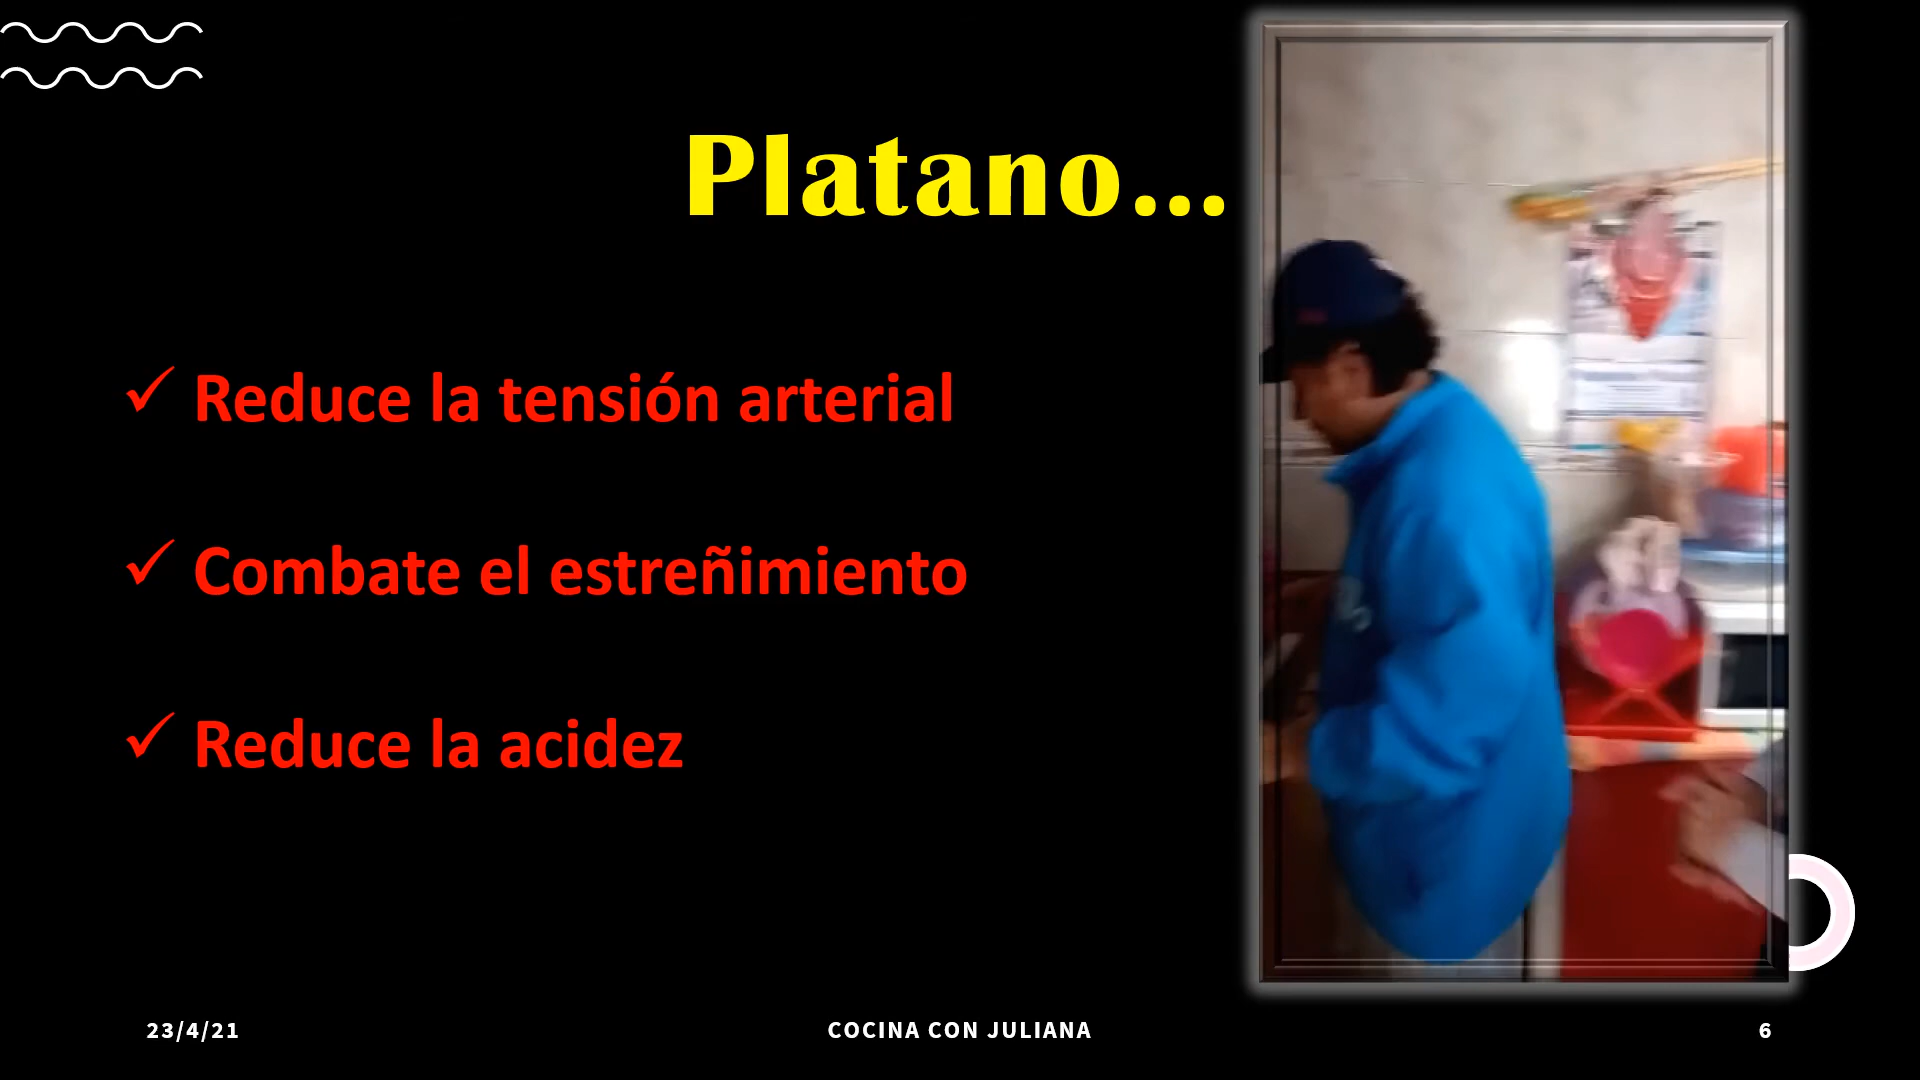 Platano...
Reduce la tensión arterial
Combate el estreñimiento
Reduce la acidez
23/4/21
COCINA CON JULIANA
6